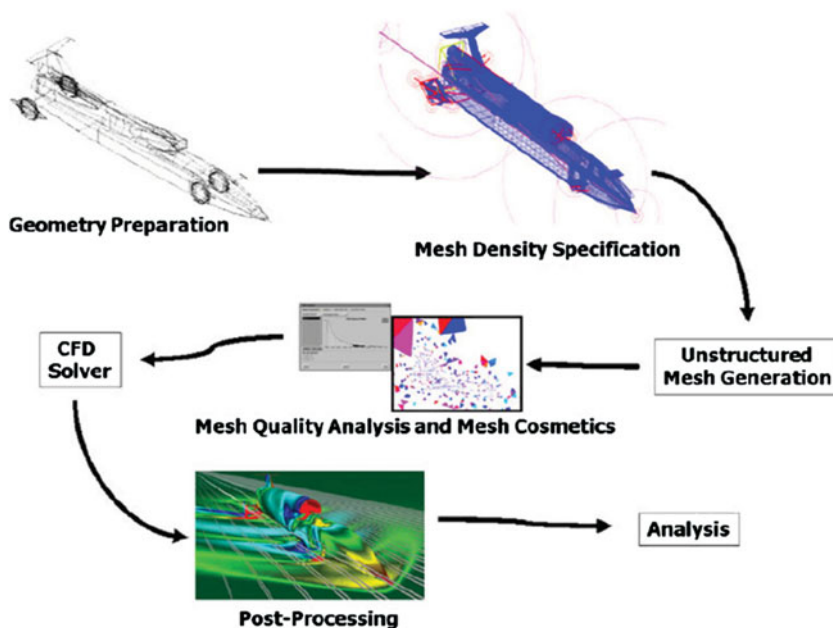 Geometry Preparation
Mesh Density Specification
Unstructured
Mesh Generation
Mesh Quality Analysis and Mesh Cosmetics
CFD
Solver
Post-Processing
Analysis